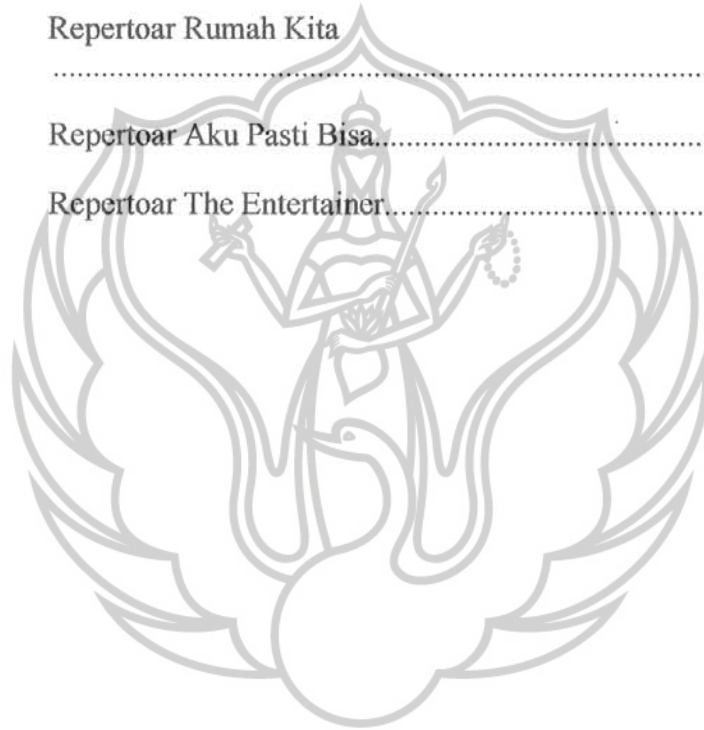 Repertoar Rumah Kita
........................................................................................
Repertoar Aku Pasti Bisa............................................
Repertoar The Entertainer...........................................